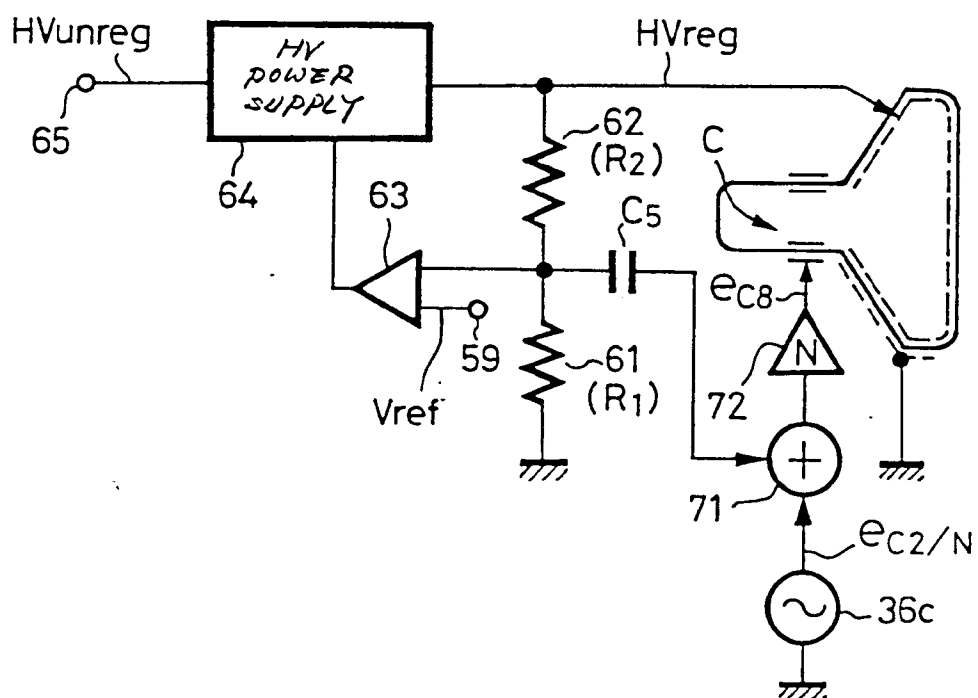 HVunreg
HVreg
HV
POWER
SUPPLY
65
64
62
(R2)
C
63
C5
eC8
59
61
(R1)
Vref
N
72
+
71
eC2/N
36c